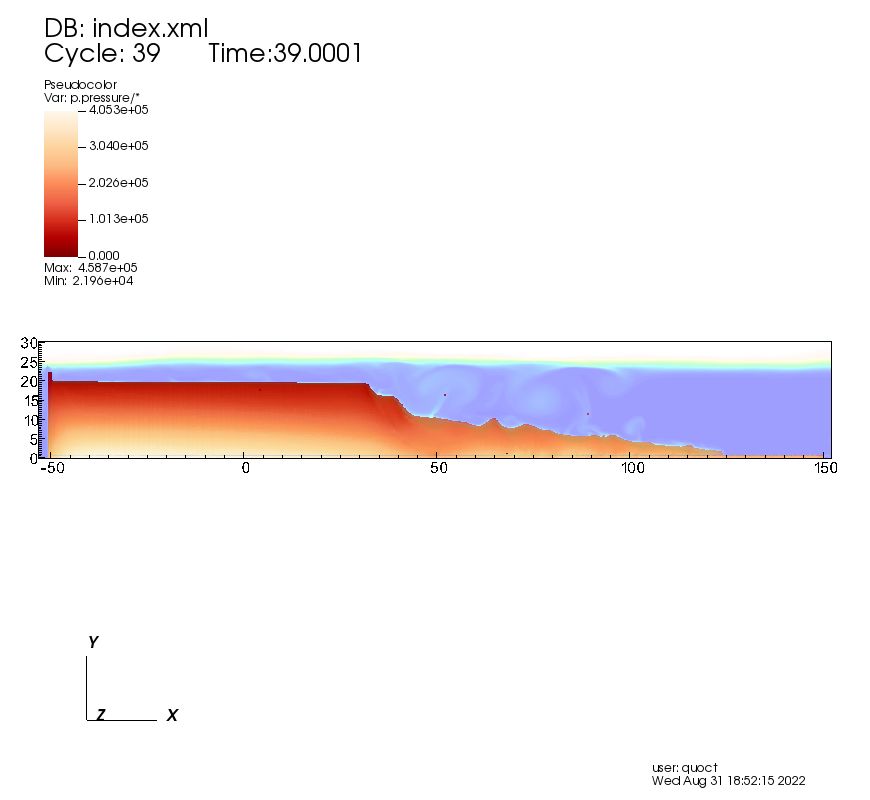 DB: index.xml
Cycle: 39 Time:39.0001
Pseudocolor
Var: p.pressure/*
4.053e+05
3.040e+05
2.026e+05
1.013e+05
0.000
Max: 4.587e+05
Min: 2.196e+04
30
25
20
15
10
5
0
-50 0 50 100 150
Y
Z X
user: quoct
Wed Aug 31 18:52:15 2022